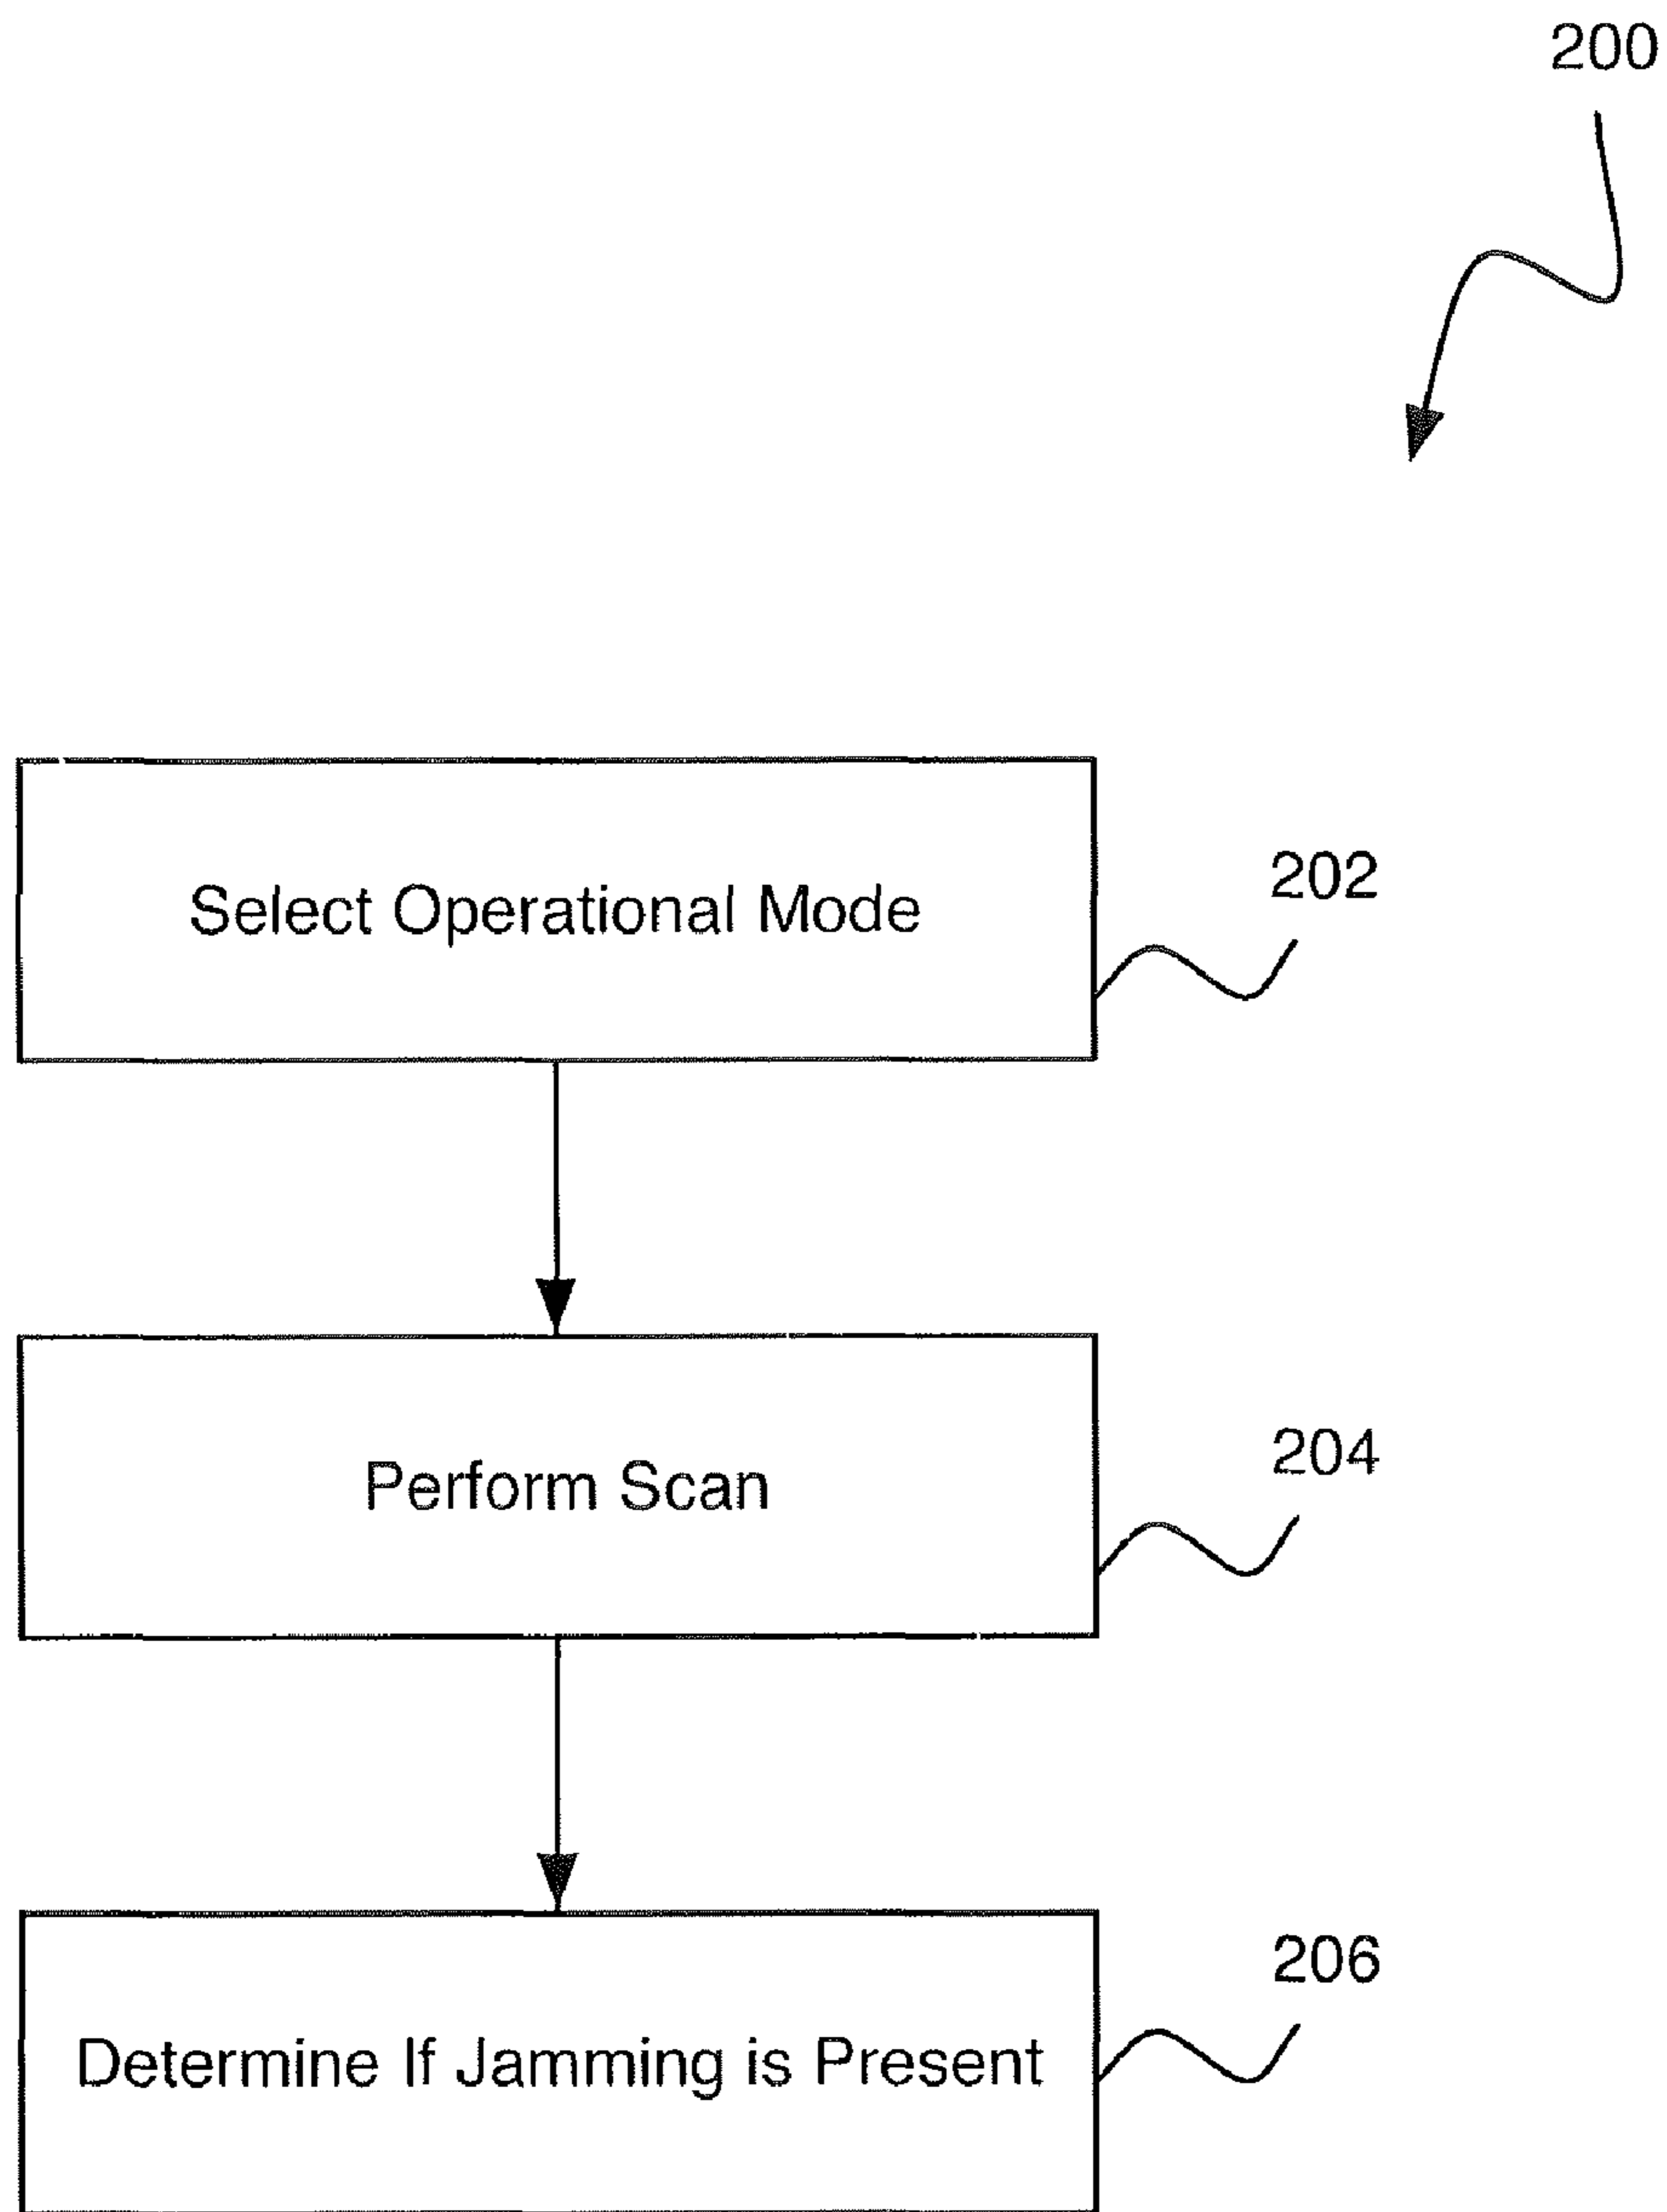 200
Select Operational Mode
202
Perform Scan
204
Determine If Jamming is Present
206